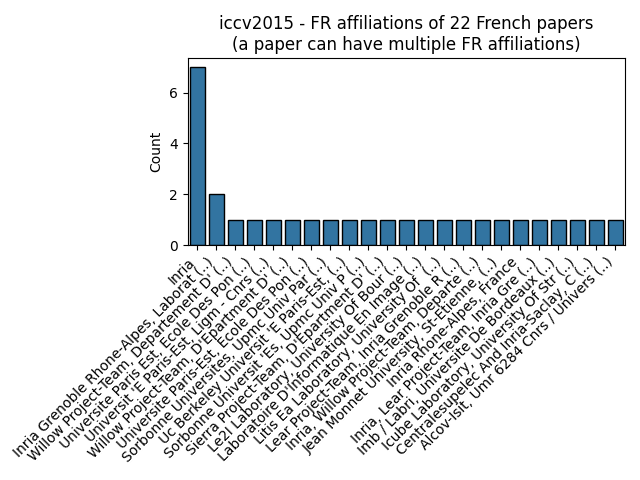 iccv2015 - FR affiliations of 22 French papers
(a paper can have multiple FR affiliations)
Count
6
4
2
0
Inria
Inria Grenoble Rhone-Alpes, Laborat (..)
Willow Project-Team, Departement D' (..)
Universite Paris Est, Ecole Des Pon (..)
Universit 'E Paris-Est, Ligm - Cnrs (..)
Willow Project-Team, D'Epartment D' (..)
Universite Paris-Est, Ecole Des Pon (..)
Sorbonne Universites, Upmc Univ Par (..)
Uc Berkeley Universit 'E Paris-Est (..)
Sorbonne Universit 'Es, Upmc Univ P (..)
Sierra Project-Team, D'Epartment D' (..)
Le2I Laboratory, University Of Bour (..)
Laboratoire D'Informatique En Image (..)
Litis Ea Laboratory, University Of  (..)
Lear Project-Team, Inria Grenoble R (..)
Inria, Willow Project-Team, Departe (..)
Jean Monnet University, St-Etienne (..)
Inria Rhone-Alpes, France
Inria, Lear Project-Team, Inria Gre (..)
Imb / Labri, Universite De Bordeaux (..)
Icube Laboratory, University Of Str (..)
Centralesupelec And Inria-Saclay, C (..)
Alcov-Isit, Umr 6284 Cnrs / Univers (..)